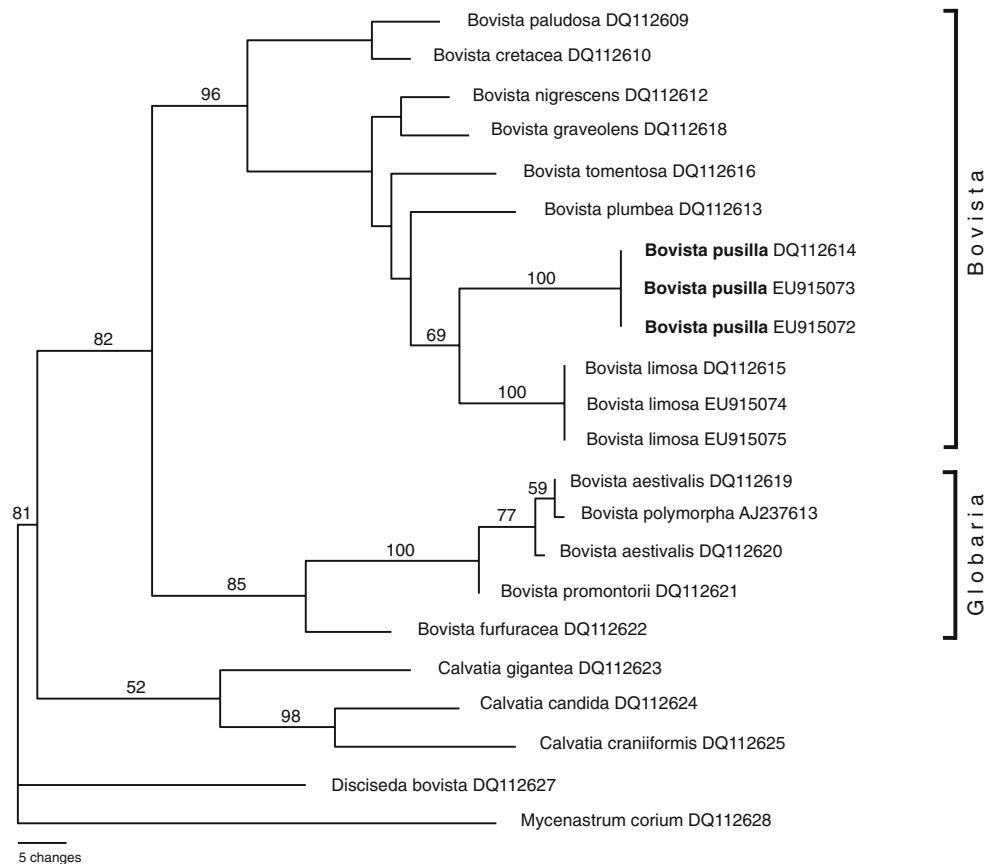 Bovista paludosa DQ112609
Bovista cretacea DQ112610
96
Bovista nigrescens DQ112612
Bovista graveolens DQ112618
Bovista tomentosa DQ112616
Bovista plumbea DQ112613
Bovista pusilla DQ112614
100
Bovista pusilla EU915073
Bovista pusilla EU915072
82
69
Bovista limosa DQ112615
100
Bovista limosa EU915074
Bovista limosa EU915075
Bovista
Bovista aestivalis DQ112619
59
Bovista polymorpha AJ237613
81
77
Bovista aestivalis DQ112620
100
Bovista promontorii DQ112621
85
Bovista furfuracea DQ112622
Globaria
Calvatia gigantea DQ112623
52
Calvatia candida DQ112624
98
Calvatia craniiformis DQ112625
Disciseda bovista DQ112627
Mycenastrum corium DQ112628
5 changes